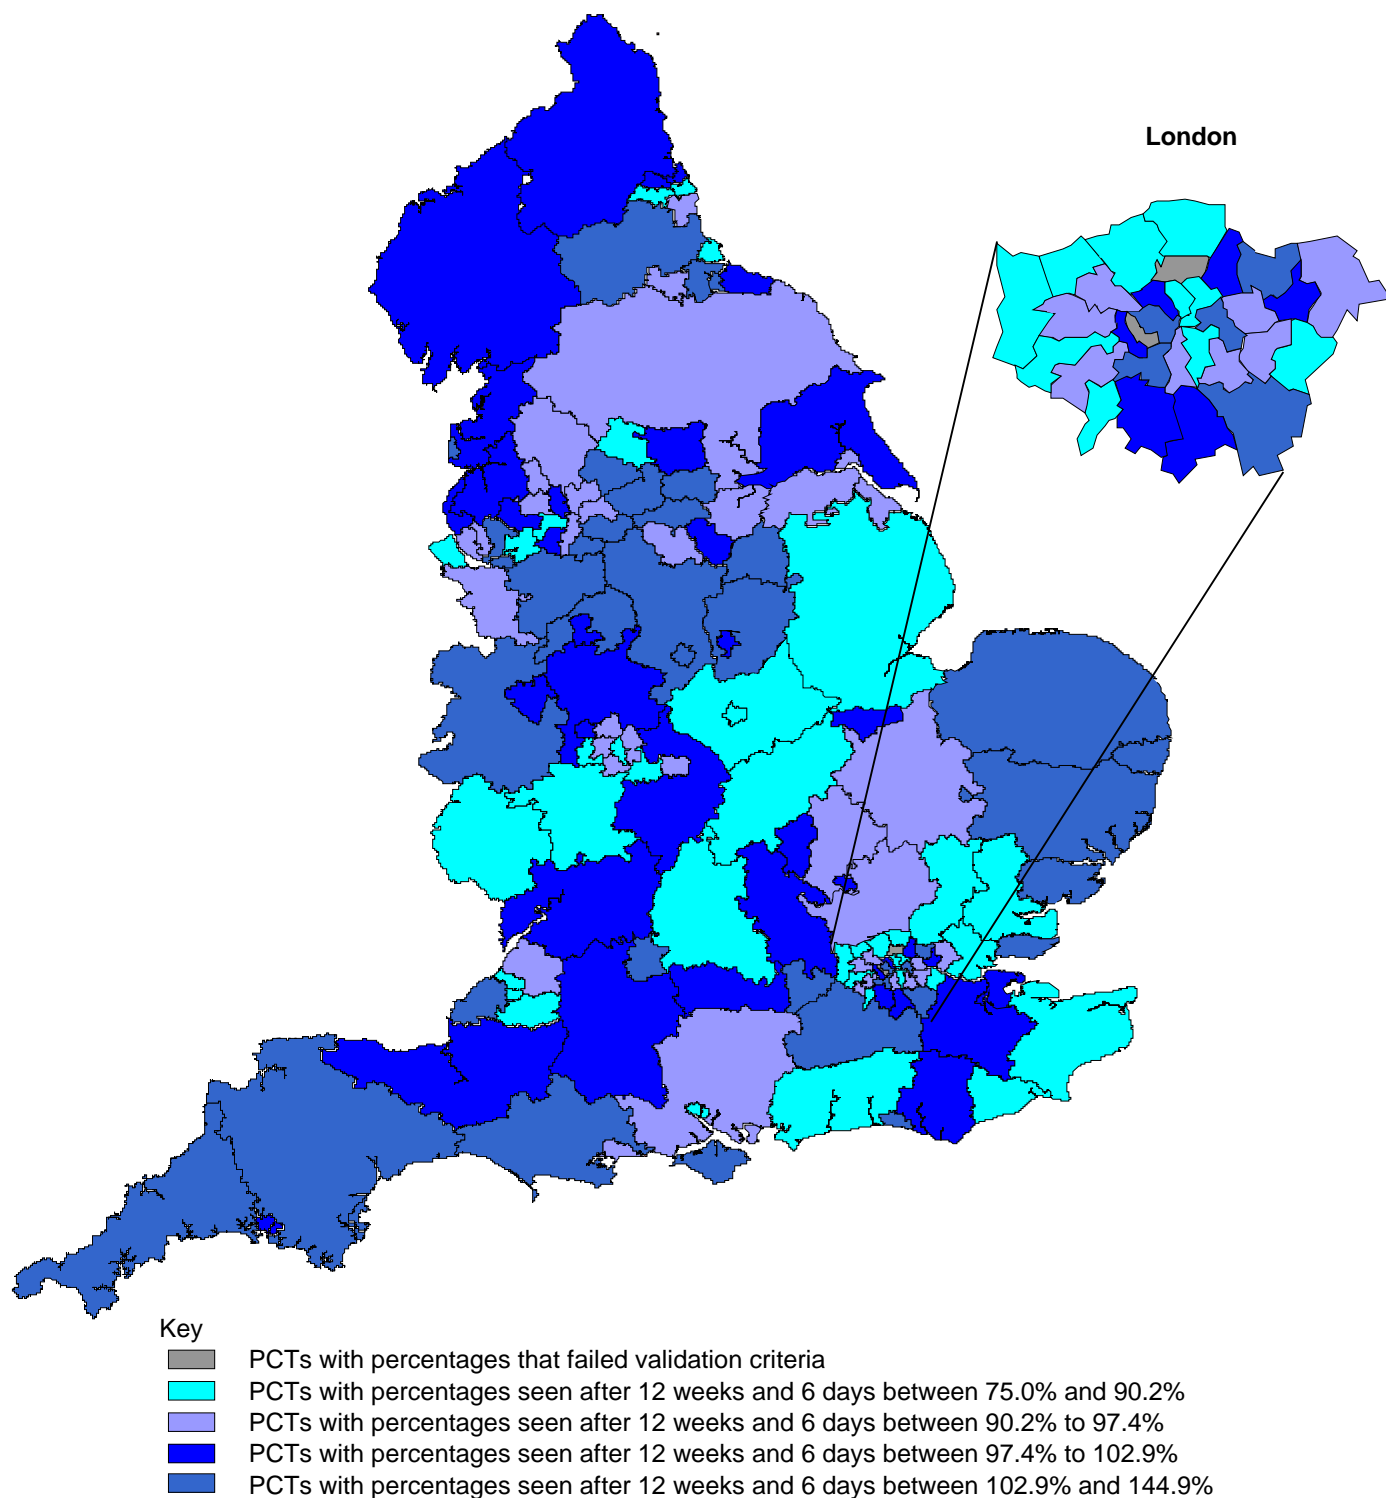 London
Key
PCTs with percentages that failed validation criteria
PCTs with percentages seen after 12 weeks and 6 days between 75.0% and 90.2%
PCTs with percentages seen after 12 weeks and 6 days between 90.2% to 97.4%
PCTs with percentages seen after 12 weeks and 6 days between 97.4% to 102.9%
PCTs with percentages seen after 12 weeks and 6 days between 102.9% and 144.9%